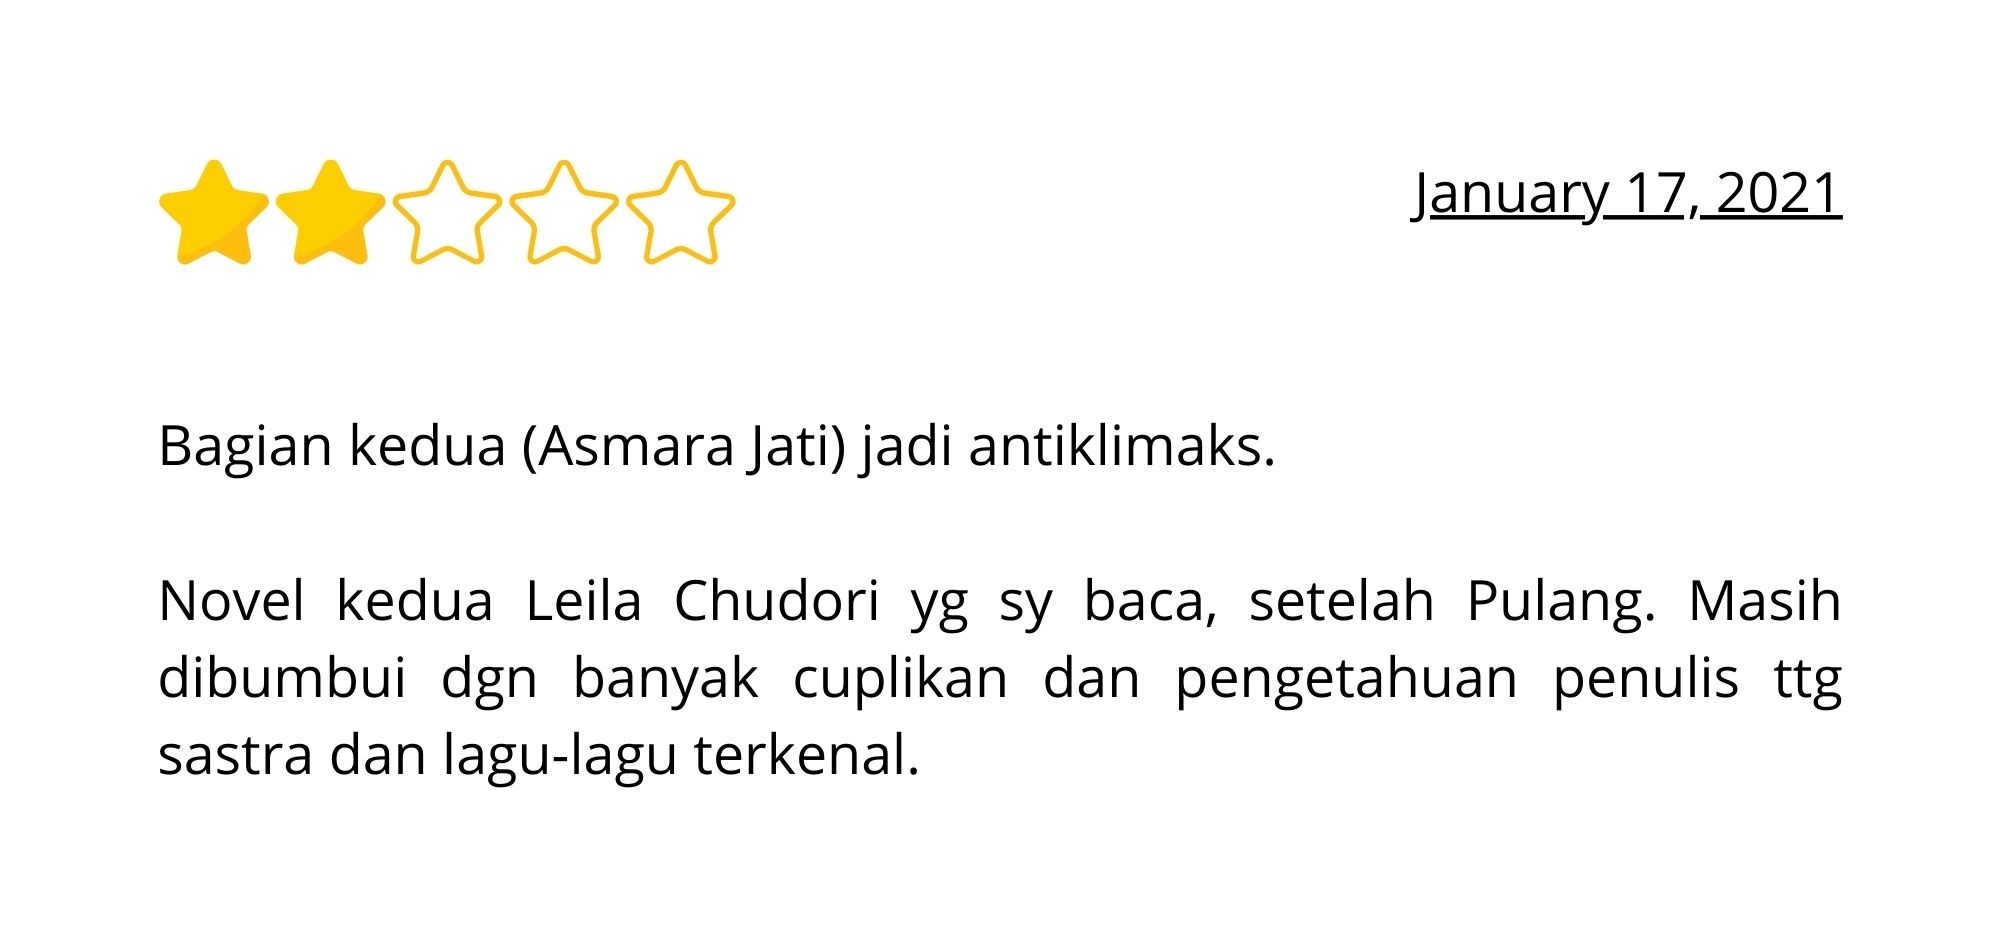 January 17, 2021
Bagian kedua (Asmara Jati) jadi antiklimaks.
Novel kedua Leila Chudori yg sy baca, setelah Pulang. Masih
dibumbui dgn banyak cuplikan dan pengetahuan penulis ttg
sastra dan lagu-lagu terkenal.